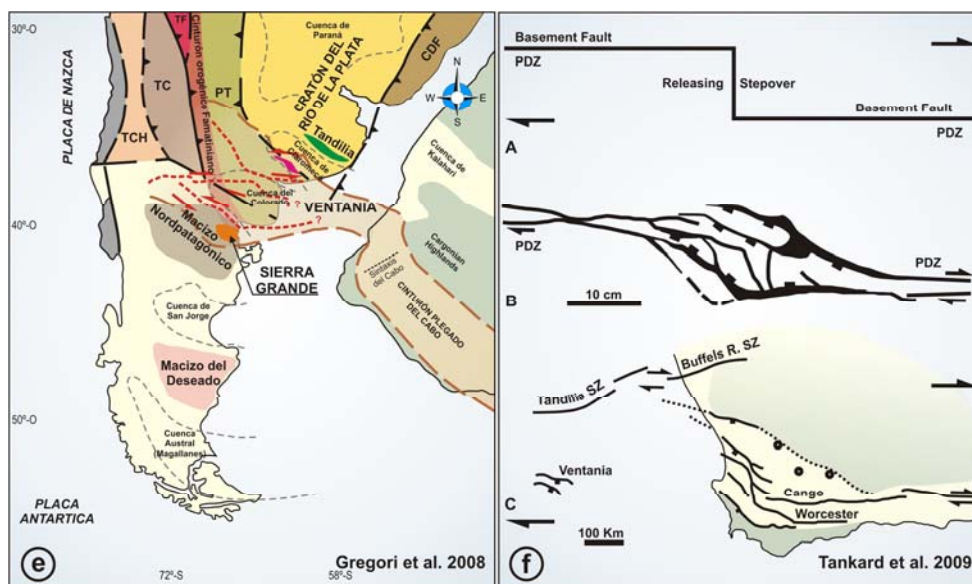 30°-O
40°-O
50°-O
72°-S
58°-S
PLACA DE NAZCA
PLACA
ANTARTICA
TCH
TC
TF
Cinturón orogénico Famatiniano
PT
Cuenca de
Paraná
CRATÓN DEL
RIO DE LA PLATA
CDF
N
W
E
S
Tandilia
Cuenca de
Claromecó
Cuenca del
Colorado
VENTANIA
?
?
Macizo
Nordpatagónico
SIERRA
GRANDE
Cuenca de
San Jorge
Macizo del
Deseado
Cuenca
Austral
(Magallanes)
Cuenca de
Kalahari
Cargonian
Highlands
Sintaxis
del Cabo
CINTURÓN PLEGADO
DEL CABO
e
Gregori et al. 2008
Basement Fault
PDZ
Releasing
Stepover
Basement Fault
PDZ
A
PDZ
PDZ
B
10 cm
Buffels R. SZ
Tandilia SZ
Ventania
Cango
Worcester
C
100 Km
f
Tankard et al. 2009